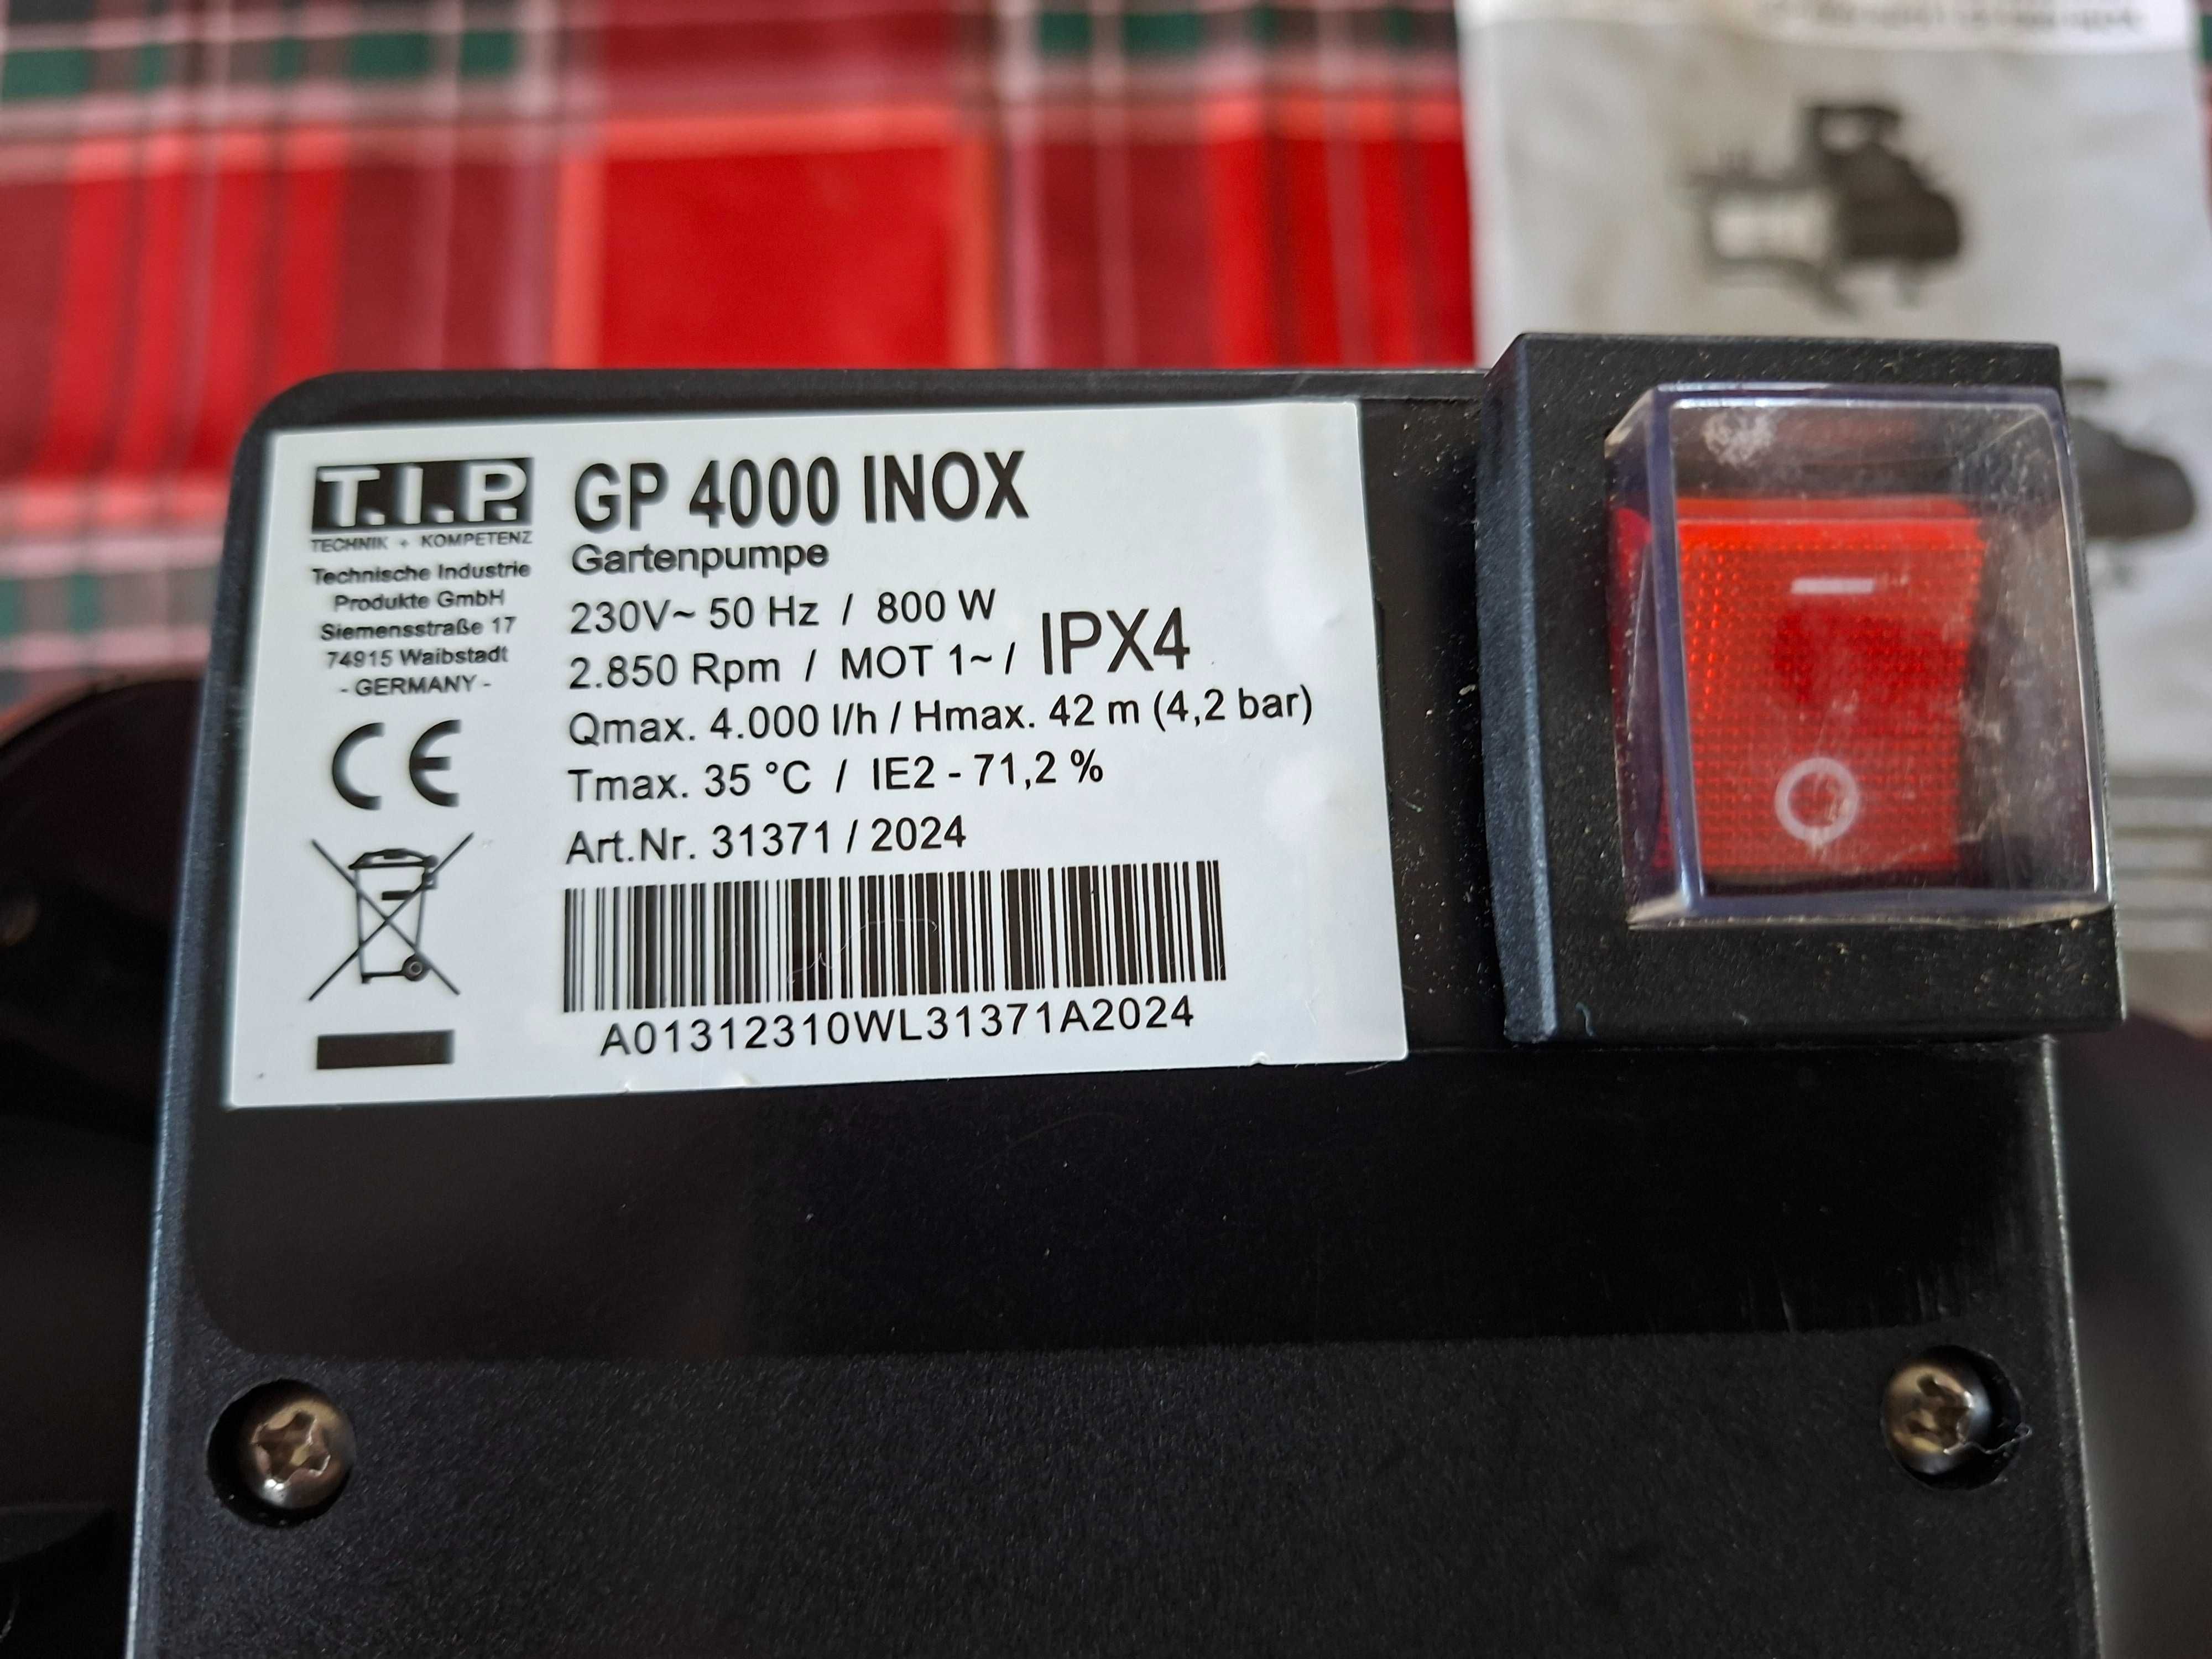 T.I.P.
TECHNIK + KOMPETENZ
Technische Industrie
Produkte GmbH
Siemensstraße 17
74915 Waibstadt
- GERMANY -
CE
GP 4000 INOX
Gartenpumpe
230V~ 50 Hz / 800 W
2.850 Rpm / MOT 1~ / IPX4
Qmax. 4.000 l/h / Hmax. 42 m (4,2 bar)
Tmax. 35 °C / IE2 - 71,2 %
Art.Nr. 31371 / 2024
A01312310WL31371A2024